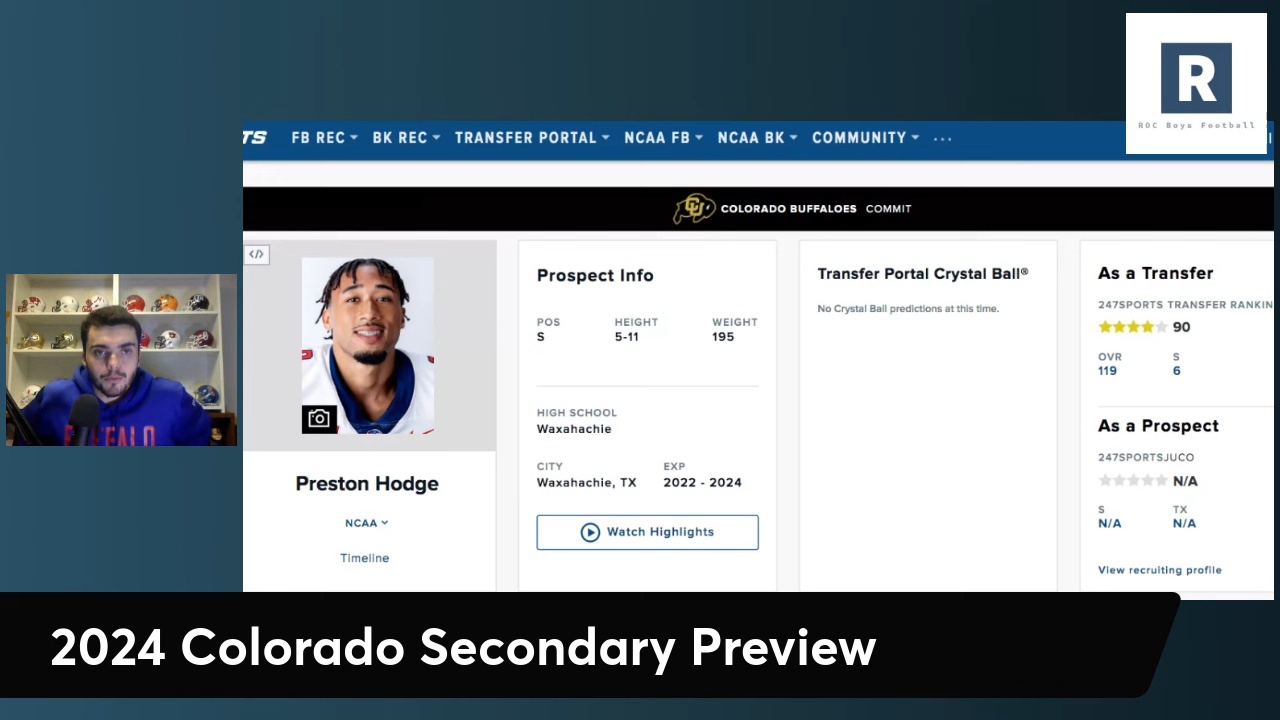 R
ROC Boys Football
TS FB REC BK REC TRANSFER PORTAL NCAA FB NCAA BK COMMUNITY ...
CU COLORADO BUFFALOES COMMIT
</>
Preston Hodge
NCAA
Timeline
Prospect Info
POS HEIGHT WEIGHT
S 5-11 195
HIGH SCHOOL
Waxahachie
CITY EXP
Waxahachie, TX 2022 - 2024
Watch Highlights
Transfer Portal Crystal Ball®
No Crystal Ball predictions at this time.
As a Transfer
247SPORTS TRANSFER RANKIN
90
OVR S
119 6
As a Prospect
247SPORTSJUCO
N/A
S TX
N/A N/A
View recruiting profile
BUFFALO
2024 Colorado Secondary Preview